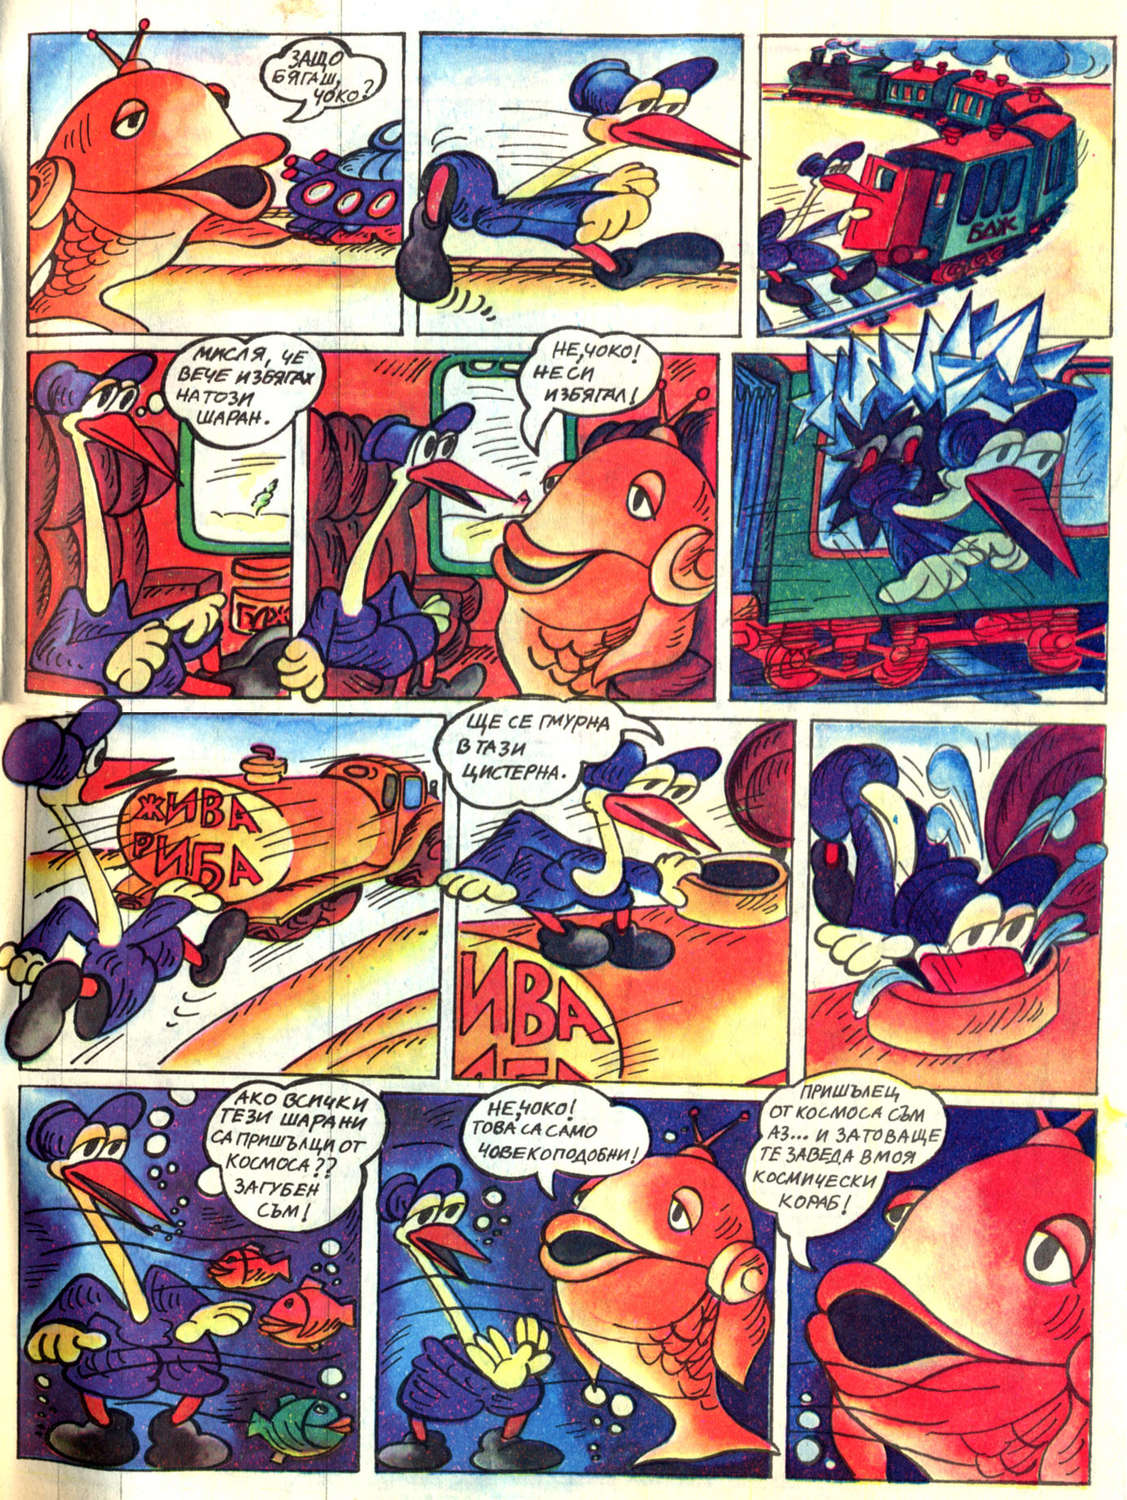 ЗАЩО
БЯГАШ,
ЧОКО?
БДЖ
МИСЛЯ, ЧЕ
ВЕЧЕ ИЗБЯГАХ
НА ТОЗИ
ШАРАН.
НЕ, ЧОКО!
НЕ СИ
ИЗБЯГАЛ!
БДЖ
ЖИВА
РИБА
ЩЕ СЕ ГМУРНА
В ТАЗИ
ЦИСТЕРНА.
ИВА
АКО ВСИЧКИ
ТЕЗИ ШАРАНИ
СА ПРИШЪЛЦИ ОТ
КОСМОСА??
ЗАГУБЕН
СЪМ!
НЕ, ЧОКО!
ТОВА СА САМО
ЧОВЕКОПОДОБНИ!
ПРИШЪЛЕЦ
ОТ КОСМОСА СЪМ
АЗ... И ЗАТОВА ЩЕ
ТЕ ЗАВЕДА В МОЯ
КОСМИЧЕСКИ
КОРАБ!